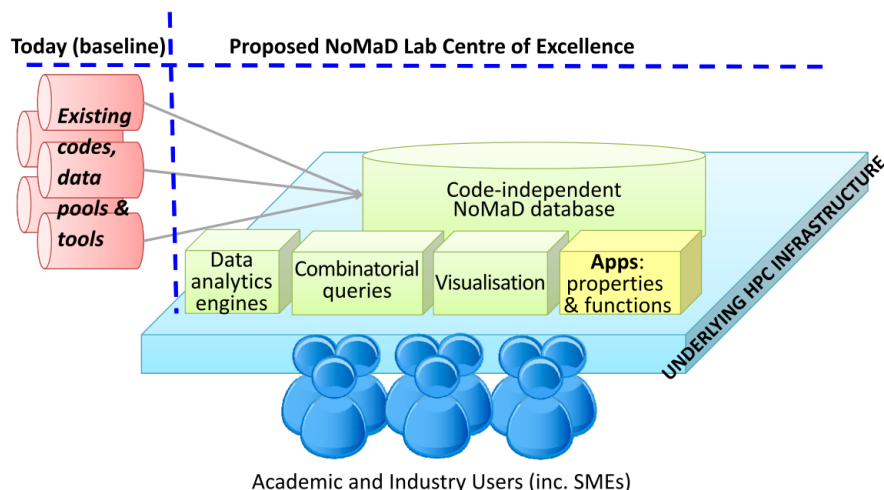 Today (baseline)
Proposed NoMaD Lab Centre of Excellence
Existing
codes,
data
pools &
tools
Code-independent
NoMaD database
Data
analytics
engines
Combinatorial
queries
Visualisation
Apps:
properties
& functions
UNDERLYING HPC INFRASTRUCTURE
Academic and Industry Users (inc. SMEs)